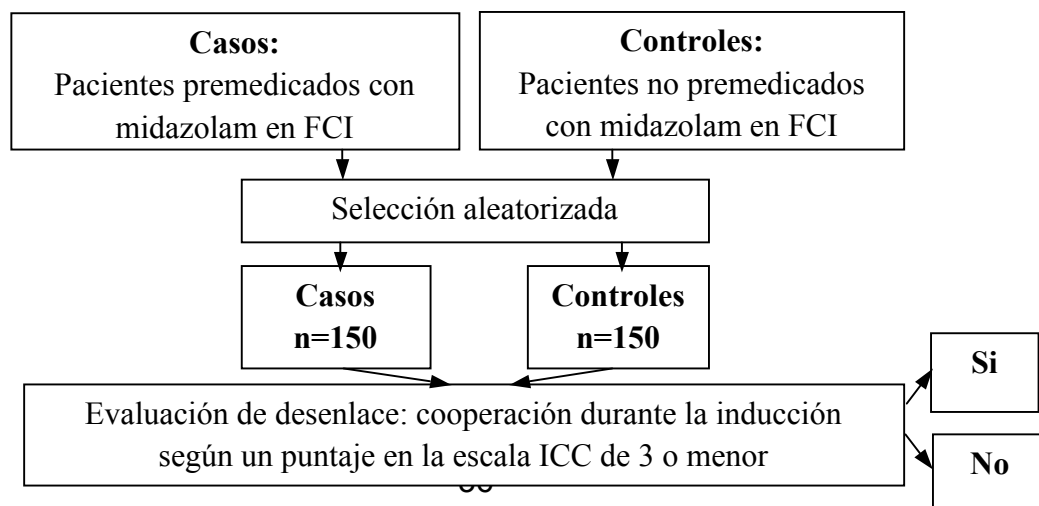 Casos:
Pacientes premedicados con
midazolam en FCI
Controles:
Pacientes no premedicados
con midazolam en FCI
Selección aleatorizada
Casos
n=150
Controles
n=150
Evaluación de desenlace: cooperación durante la inducción
según un puntaje en la escala ICC de 3 o menor
Si
No